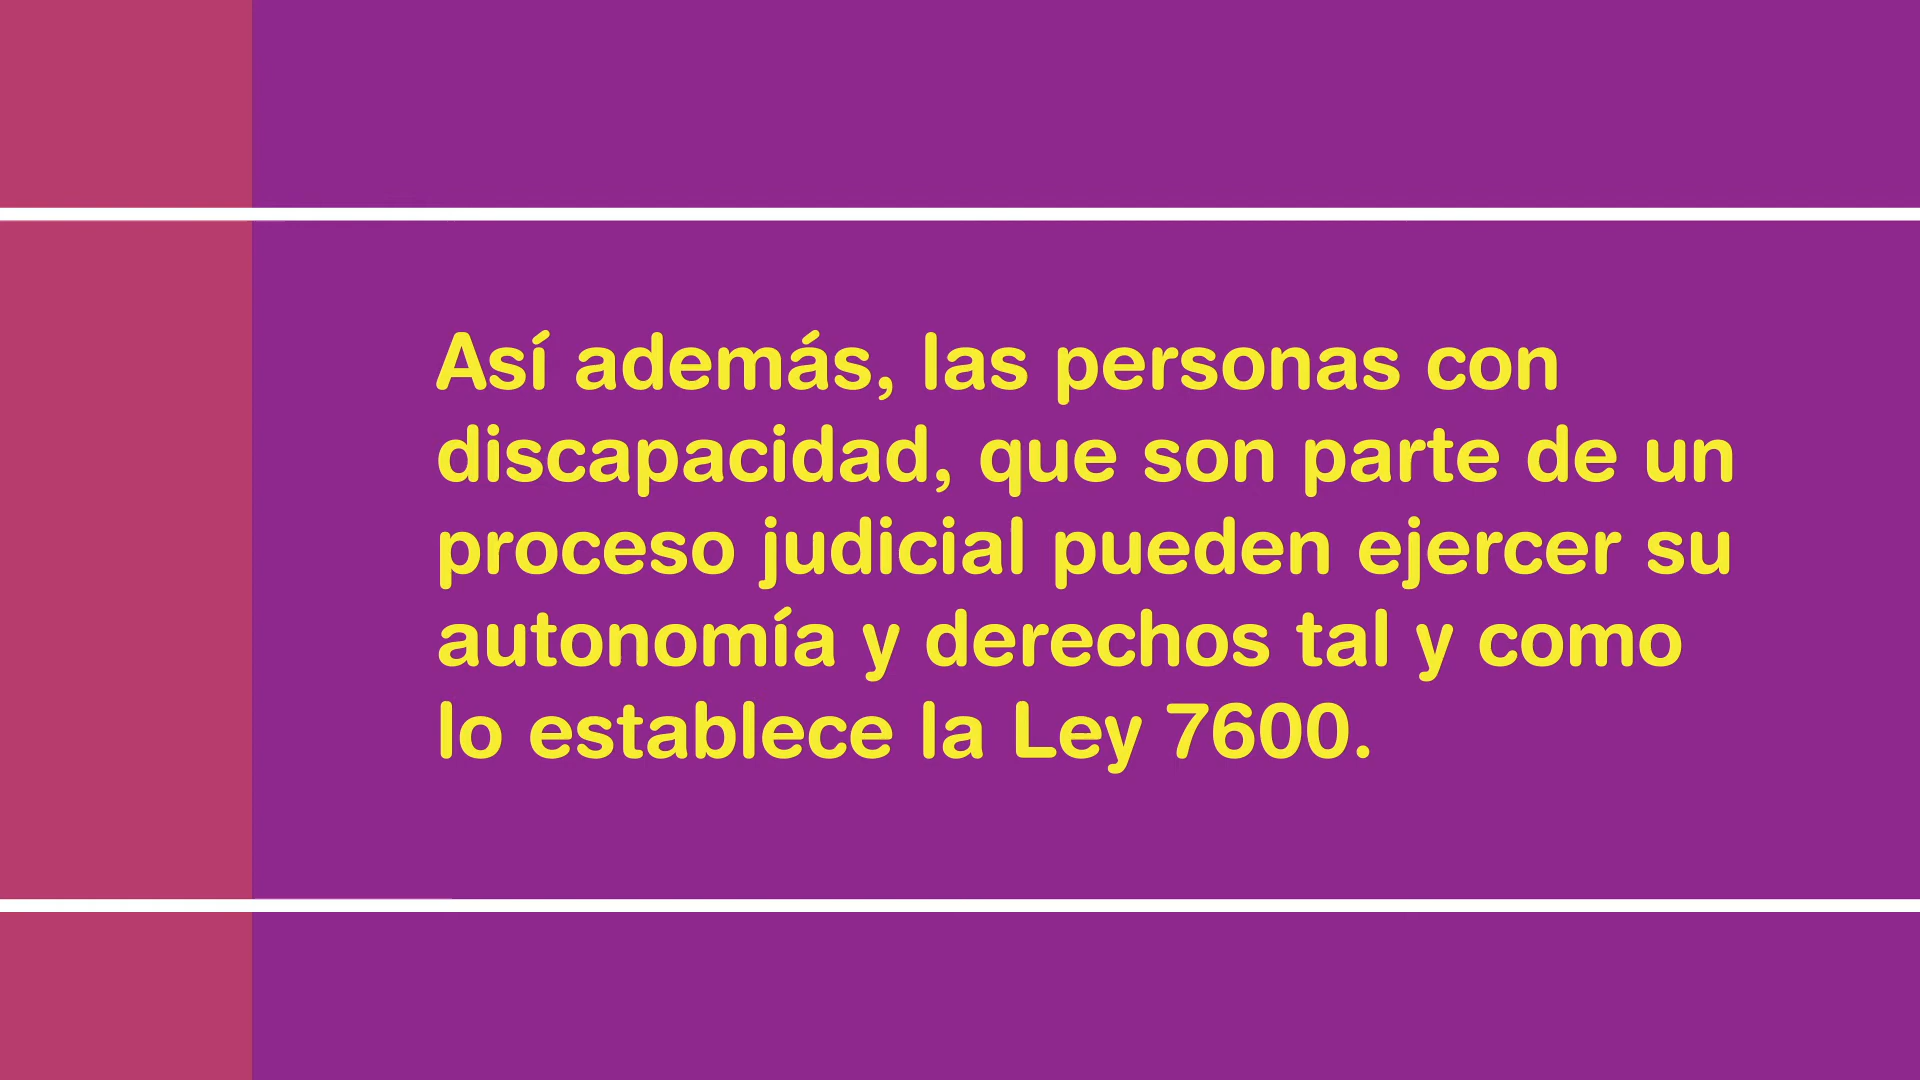 Así además, las personas con
discapacidad, que son parte de un
proceso judicial pueden ejercer su
autonomía y derechos tal y como
lo establece la Ley 7600.